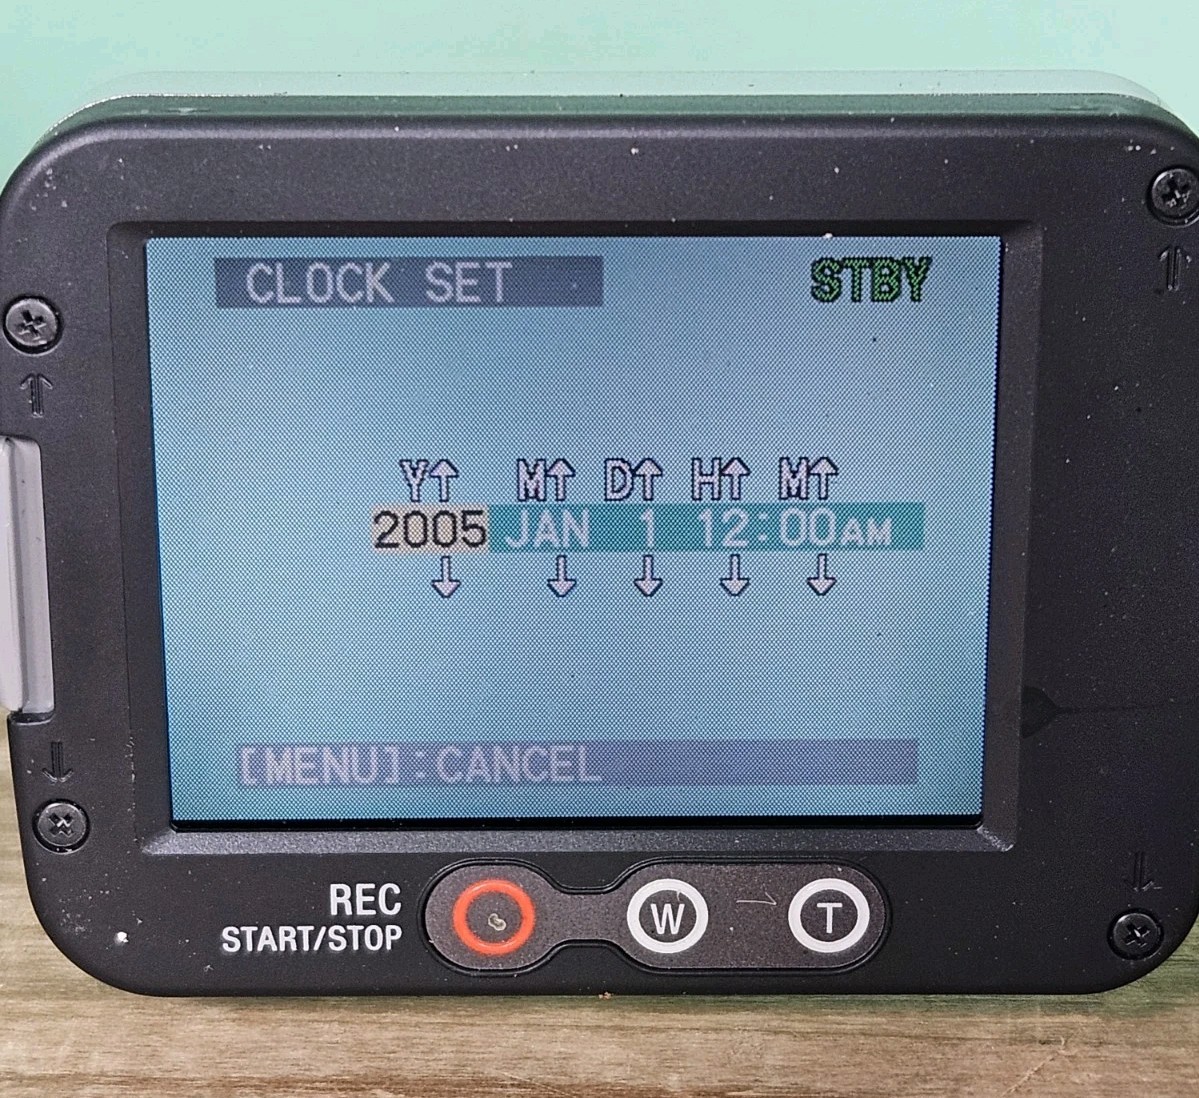 CLOCK SET STBY
Y↑ M↑ D↑ H↑ M↑
2005 JAN 1 12:00AM
↓ ↓ ↓ ↓ ↓
[MENU]:CANCEL
REC
START/STOP
W T